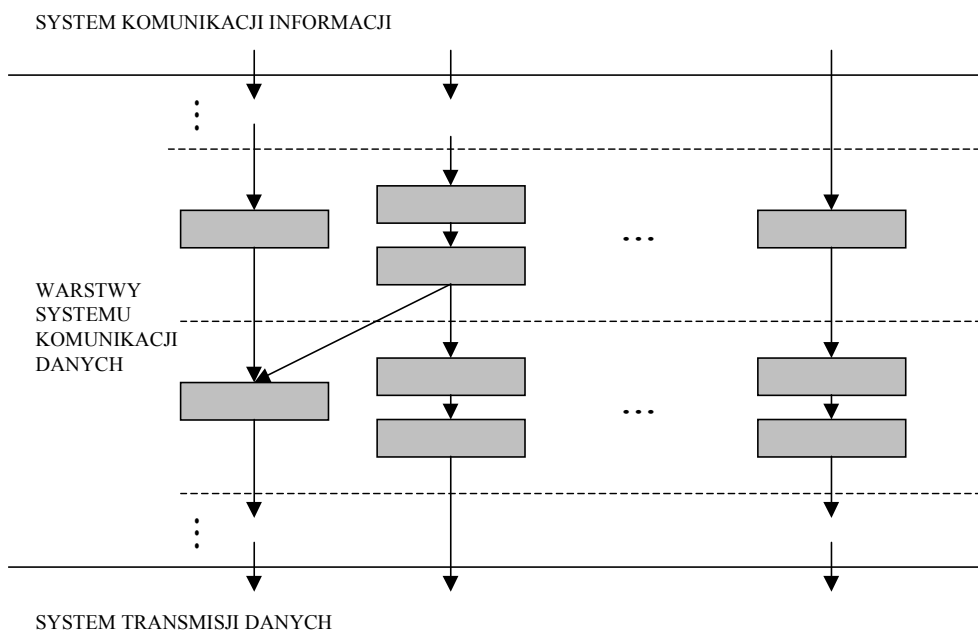 SYSTEM KOMUNIKACJI INFORMACJI
WARSTWY
SYSTEMU
KOMUNIKACJI
DANYCH
SYSTEM TRANSMISJI DANYCH